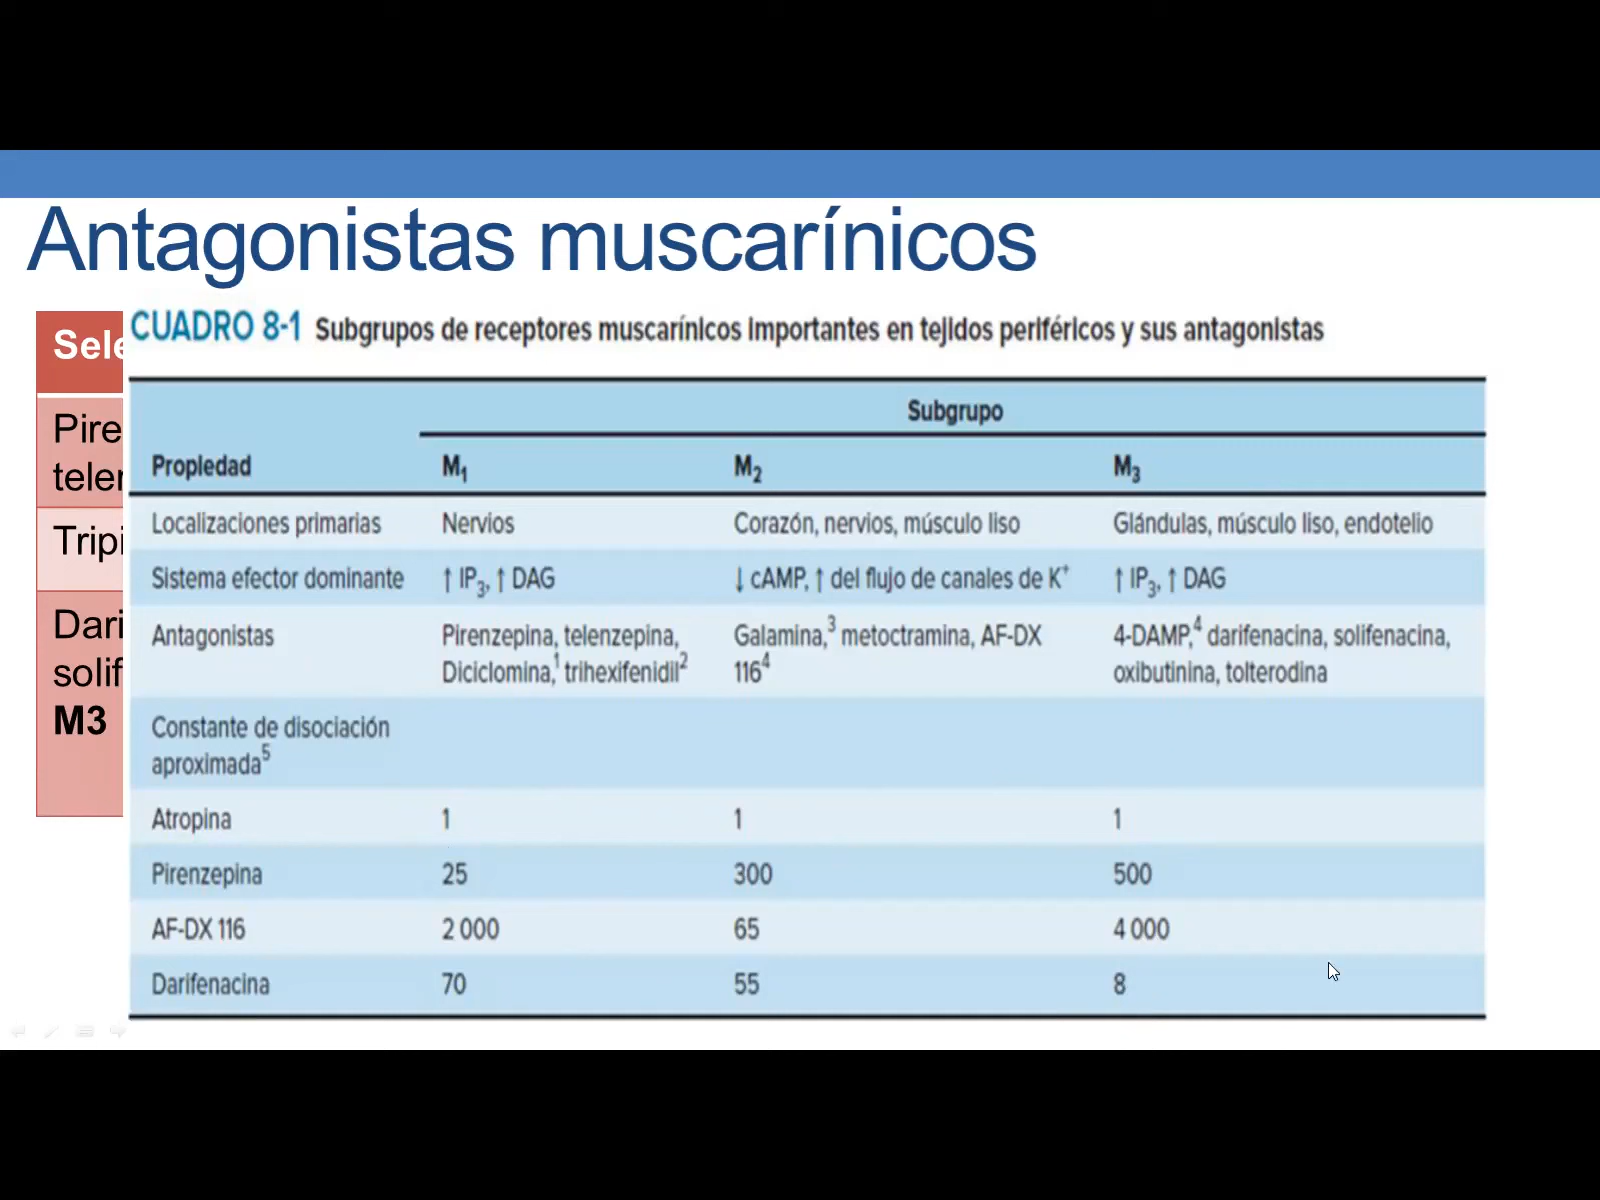 Antagonistas muscarínicos
CUADRO 8-1 Subgrupos de receptores muscarínicos importantes en tejidos periféricos y sus antagonistas
Subgrupo
Propiedad M1 M2 M3
Localizaciones primarias Nervios Corazón, nervios, músculo liso Glándulas, músculo liso, endotelio
Sistema efector dominante ↑ IP3, ↑ DAG ↓ cAMP, ↑ del flujo de canales de K+ ↑ IP3, ↑ DAG
Antagonistas Pirenzepina, telenzepina, Galamina,3 metoctramina, AF-DX 4-DAMP,4 darifenacina, solifenacina,
Diciclomina,1 trihexifenidil2 1164 oxibutinina, tolterodina
Constante de disociación
aproximada5
Atropina 1 1 1
Pirenzepina 25 300 500
AF-DX 116 2 000 65 4 000
Darifenacina 70 55 8
Sele
Pire
teler
Tripi
Dari
solif
M3